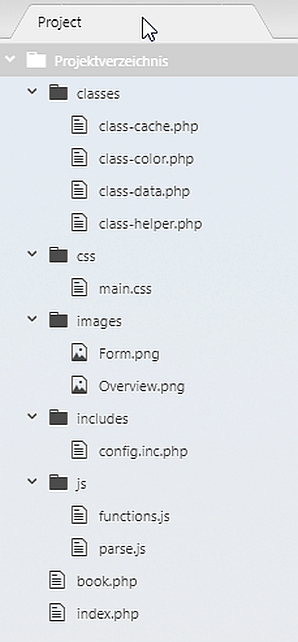 Project
Projektverzeichnis
classes
class-cache.php
class-color.php
class-data.php
class-helper.php
css
main.css
images
Form.png
Overview.png
includes
config.inc.php
js
functions.js
parse.js
book.php
index.php